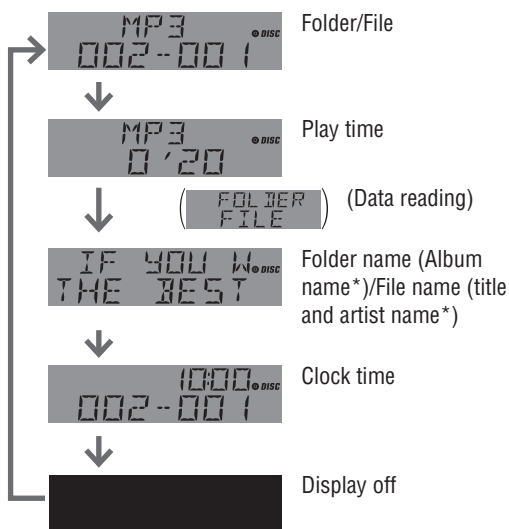 MP3
DISC
002-001
Folder/File
MP3
DISC
0'20
Play time
(FOLDER
FILE)
(Data reading)
IF YOU W
DISC
THE BEST
Folder name (Album
name*)/File name (title
and artist name*)
10:00
DISC
002-001
Clock time
Display off